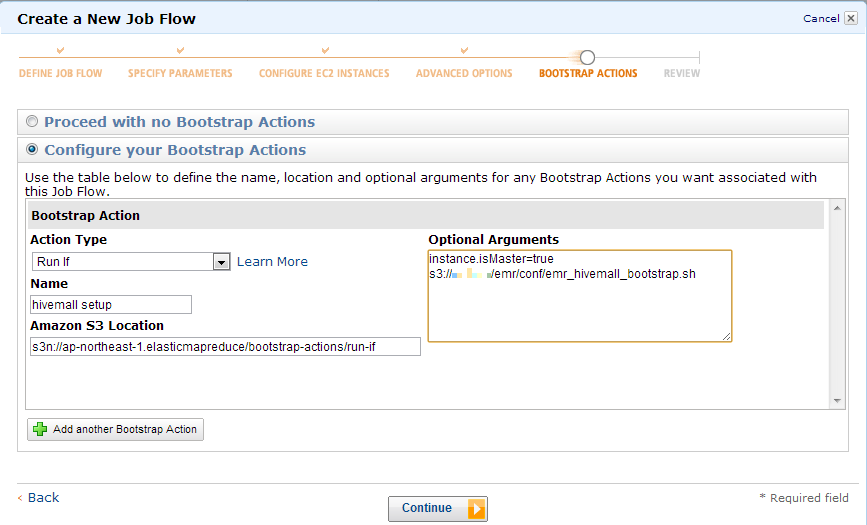 Create a New Job Flow
Cancel
DEFINE JOB FLOW SPECIFY PARAMETERS CONFIGURE EC2 INSTANCES ADVANCED OPTIONS BOOTSTRAP ACTIONS REVIEW
Proceed with no Bootstrap Actions
Configure your Bootstrap Actions
Use the table below to define the name, location and optional arguments for any Bootstrap Actions you want associated with
this Job Flow.
Bootstrap Action
Action Type
Run If
Learn More
Name
hivemall setup
Amazon S3 Location
s3n://ap-northeast-1.elasticmapreduce/bootstrap-actions/run-if
Optional Arguments
instance.isMaster=true
s3:// /emr/conf/emr_hivemall_bootstrap.sh
Add another Bootstrap Action
‹ Back
Continue
* Required field